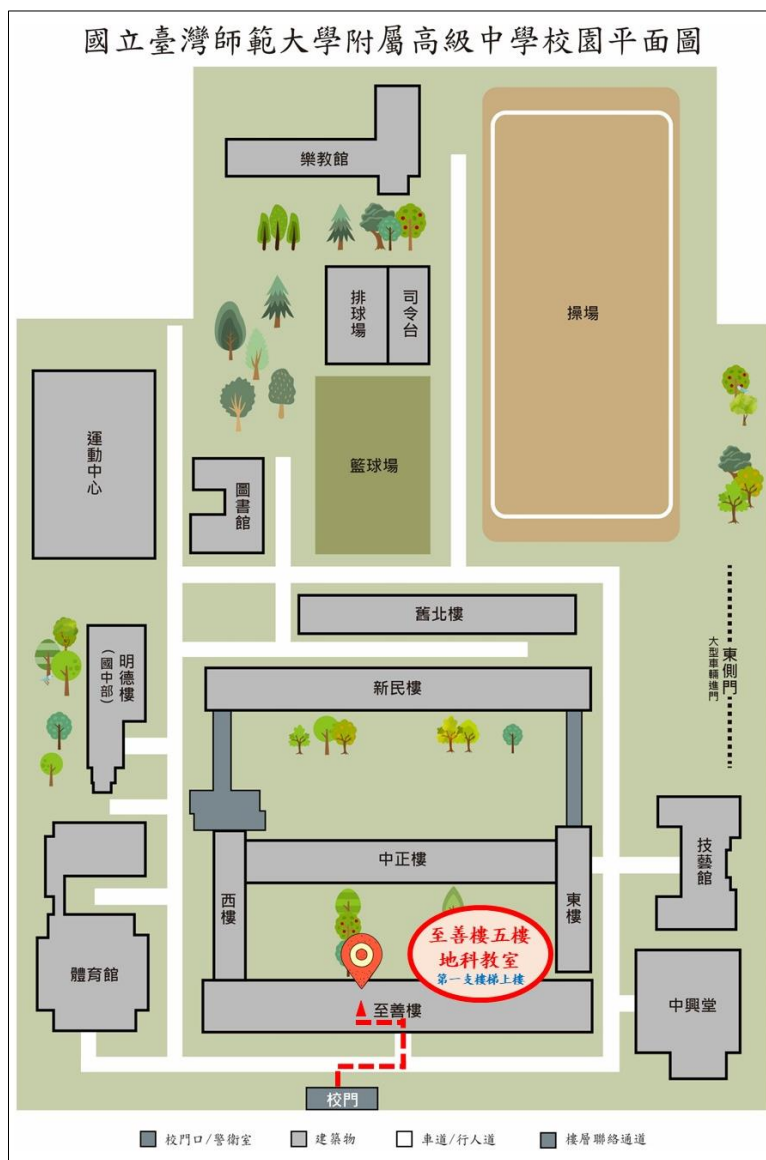 國立臺灣師範大學附屬高級中學校園平面圖
樂教館
排球場
司令台
操場
運動中心
籃球場
圖書館
舊北樓
明德樓
(國中部)
東側門
大型車輛進門
新民樓
中正樓
技藝館
西樓
東樓
至善樓五樓
地科教室
第一支樓梯上樓
體育館
至善樓
中興堂
校門
校門口/警衛室
建築物
車道/行人道
樓層聯絡通道